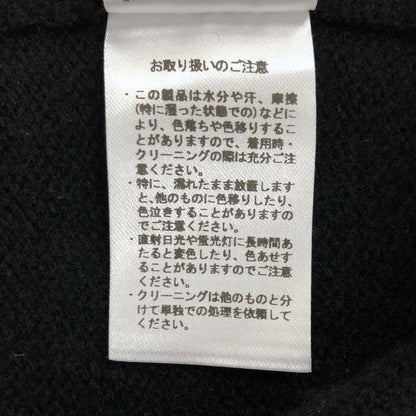 お取り扱いのご注意
・この製品は水分や汗、摩擦
(特に湿った状態での)などに
より、色落ちや色移りするこ
とがありますので、着用時・
クリーニングの際は充分ご注
意ください。
・特に、濡れたまま放置します
と、他のものに色移りしたり、
色泣きすることがありますの
でご注意ください。
・直射日光や蛍光灯に長時間あ
たると変色したり、色あせす
ることがありますのでご注意
ください。
・クリーニングは他のものと分
けて単独での処理を依頼して
ください。